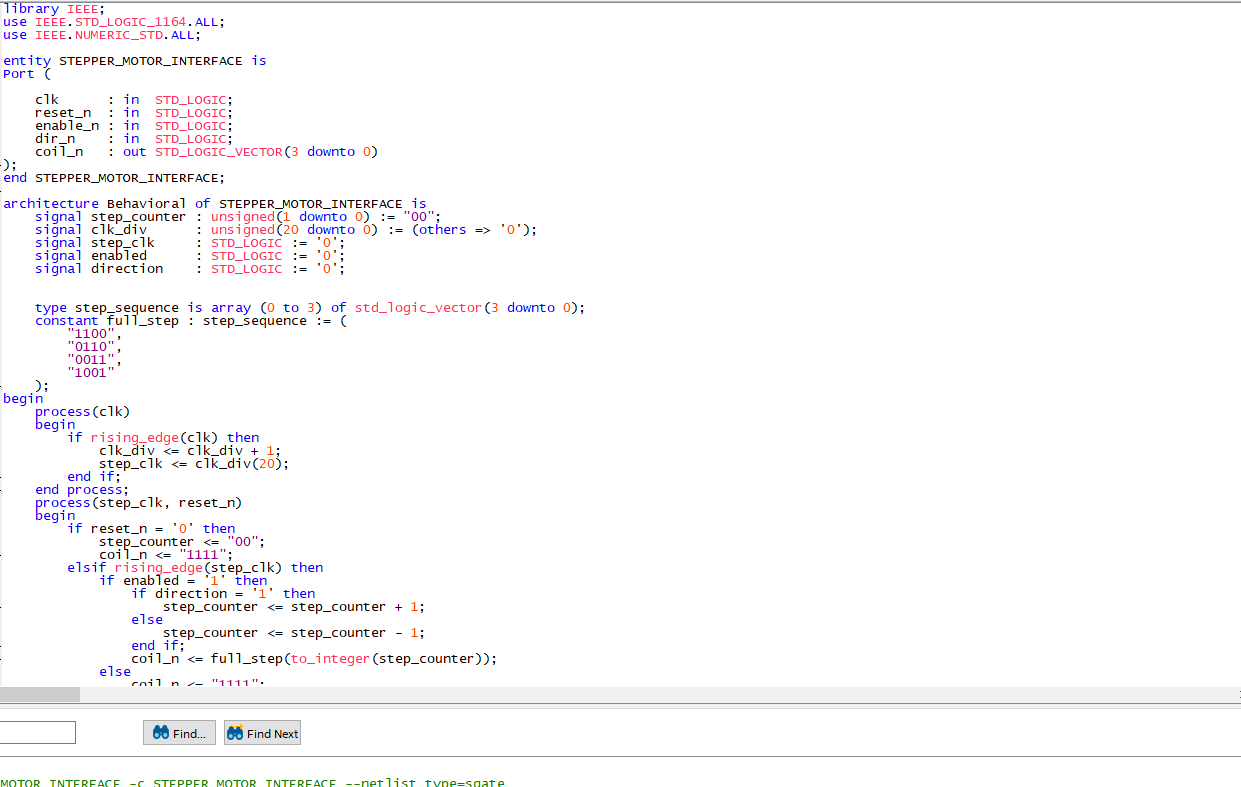 library IEEE;
use IEEE.STD_LOGIC_1164.ALL;
use IEEE.NUMERIC_STD.ALL;

entity STEPPER_MOTOR_INTERFACE is
Port (

    clk      : in  STD_LOGIC;
    reset_n  : in  STD_LOGIC;
    enable_n : in  STD_LOGIC;
    dir_n    : in  STD_LOGIC;
    coil_n   : out STD_LOGIC_VECTOR(3 downto 0)
);
end STEPPER_MOTOR_INTERFACE;

architecture Behavioral of STEPPER_MOTOR_INTERFACE is
    signal step_counter : unsigned(1 downto 0) := "00";
    signal clk_div      : unsigned(20 downto 0) := (others => '0');
    signal step_clk     : STD_LOGIC := '0';
    signal enabled      : STD_LOGIC := '0';
    signal direction    : STD_LOGIC := '0';


    type step_sequence is array (0 to 3) of std_logic_vector(3 downto 0);
    constant full_step : step_sequence := (
        "1100",
        "0110",
        "0011",
        "1001"
    );
begin
    process(clk)
    begin
        if rising_edge(clk) then
            clk_div <= clk_div + 1;
            step_clk <= clk_div(20);
        end if;
    end process;
    process(step_clk, reset_n)
    begin
        if reset_n = '0' then
            step_counter <= "00";
            coil_n <= "1111";
        elsif rising_edge(step_clk) then
            if enabled = '1' then
                if direction = '1' then
                    step_counter <= step_counter + 1;
                else
                    step_counter <= step_counter - 1;
                end if;
                coil_n <= full_step(to_integer(step_counter));
            else
                coil_n <= "1111";
Find...
Find Next
MOTOR_INTERFACE -c STEPPER_MOTOR_INTERFACE --netlist_type=sgate